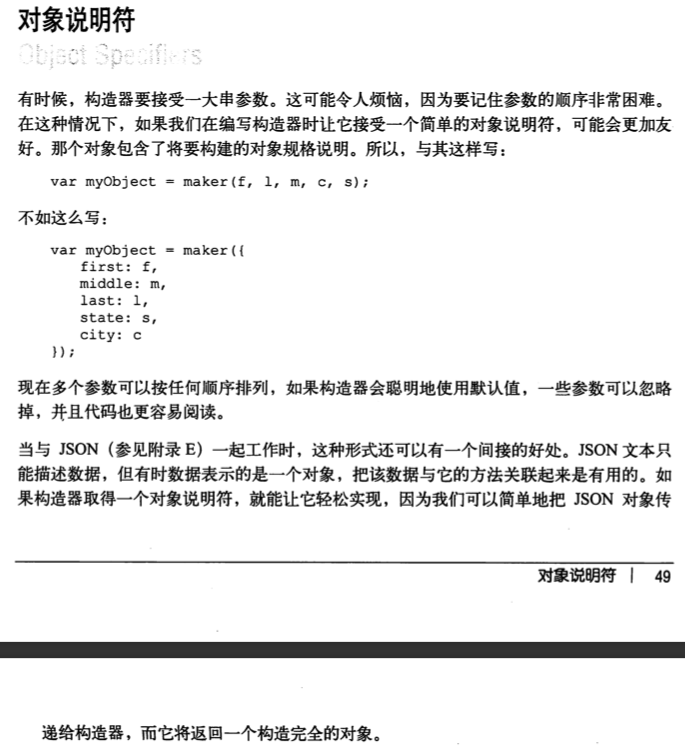 对象说明符
Object Specifiers
有时候，构造器要接受一大串参数。这可能令人烦恼，因为要记住参数的顺序非常困难。
在这种情况下，如果我们在编写构造器时让它接受一个简单的对象说明符，可能会更加友
好。那个对象包含了将要构建的对象规格说明。所以，与其这样写：
var myObject = maker(f, l, m, c, s);
不如这么写：
var myObject = maker({
first: f,
middle: m,
last: l,
state: s,
city: c
});
现在多个参数可以按任何顺序排列，如果构造器会聪明地使用默认值，一些参数可以忽略
掉，并且代码也更容易阅读。
当与 JSON（参见附录 E）一起工作时，这种形式还可以有一个间接的好处。JSON 文本只
能描述数据，但有时数据表示的是一个对象，把该数据与它的方法关联起来是有用的。如
果构造器取得一个对象说明符，就能让它轻松实现，因为我们可以简单地把 JSON 对象传
对象说明符 | 49
递给构造器，而它将返回一个构造完全的对象。